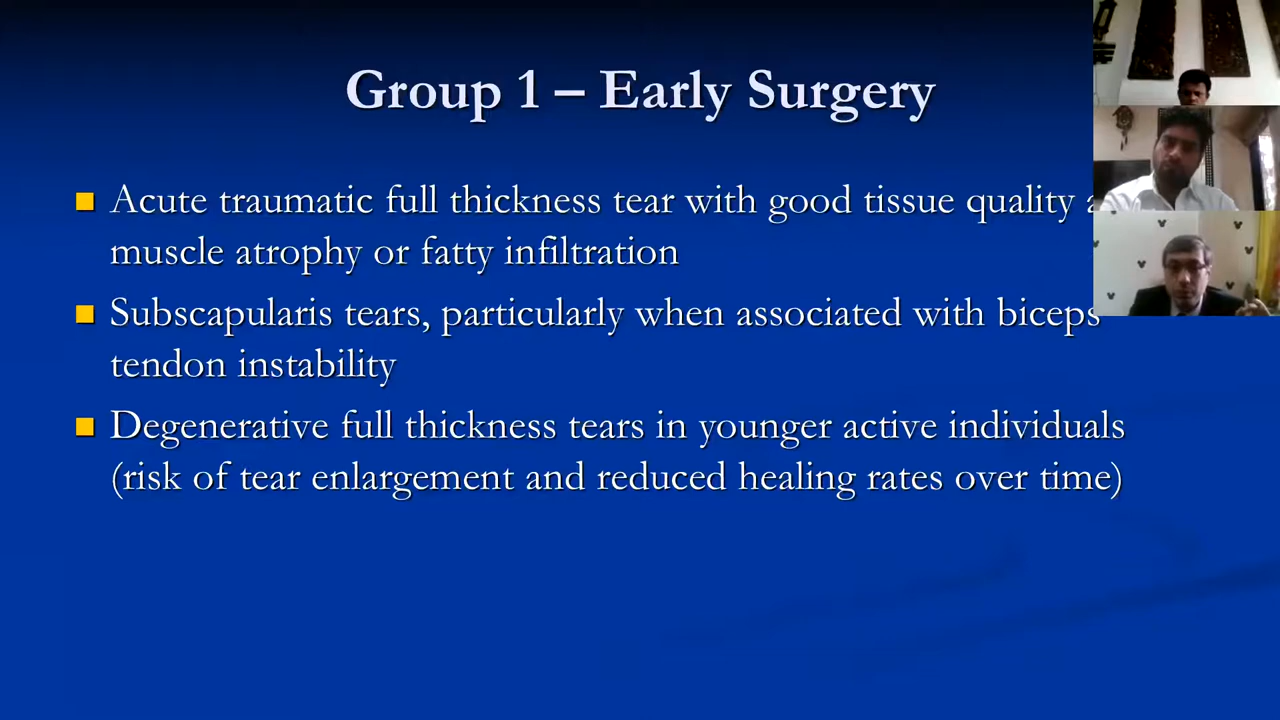 Group 1 – Early Surgery
Acute traumatic full thickness tear with good tissue quality
muscle atrophy or fatty infiltration
Subscapularis tears, particularly when associated with biceps
tendon instability
Degenerative full thickness tears in younger active individuals
(risk of tear enlargement and reduced healing rates over time)